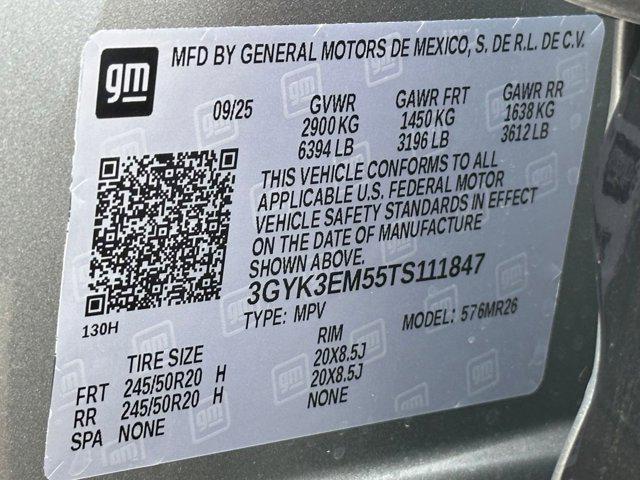 gm
MFD BY GENERAL MOTORS DE MEXICO, S. DE R.L. DE C.V.
09/25 GVWR GAWR FRT GAWR RR
2900 KG 1450 KG 1638 KG
6394 LB 3196 LB 3612 LB
THIS VEHICLE CONFORMS TO ALL
APPLICABLE U.S. FEDERAL MOTOR
VEHICLE SAFETY STANDARDS IN EFFECT
ON THE DATE OF MANUFACTURE
SHOWN ABOVE.
3GYK3EM55TS111847
TYPE: MPV MODEL: 576MR26
130H
TIRE SIZE RIM
FRT 245/50R20 H 20X8.5J
RR 245/50R20 H 20X8.5J
SPA NONE NONE